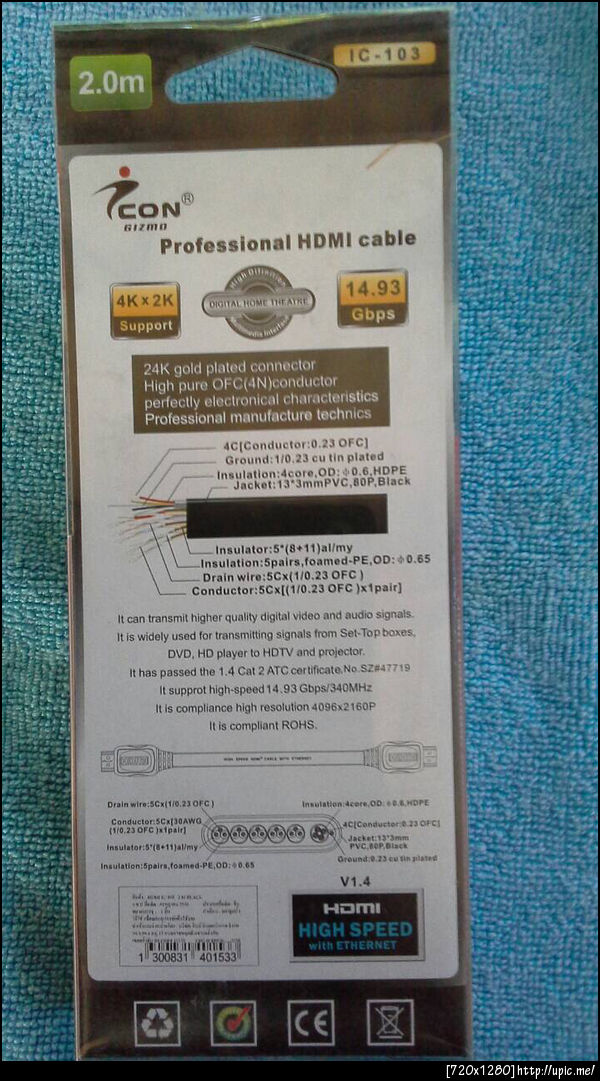 2.0m
IC-103
iCON®
GIZMO
Professional HDMI cable
4K x 2K
Support
High Difinition
DIGITAL HOME THEATRE
Multimedia Interface
14.93
Gbps
24K gold plated connector
High pure OFC(4N)conductor
perfectly electronical characteristics
Professional manufacture technics
4C[Conductor:0.23 OFC]
Ground:1/0.23 cu tin plated
Insulation:4core,OD:Φ0.6,HDPE
Jacket:13*3mmPVC,80P,Black
Insulator:5*(8+11)al/my
Insulation:5pairs,foamed-PE,OD:Φ0.65
Drain wire:5Cx(1/0.23 OFC )
Conductor:5Cx[(1/0.23 OFC )x1pair]
It can transmit higher quality digital video and audio signals.
It is widely used for transmitting signals from Set-Top boxes,
DVD, HD player to HDTV and projector.
It has passed the 1.4 Cat 2 ATC certificate.No.SZ#47719
It supprot high-speed 14.93 Gbps/340MHz
It is compliance high resolution 4096x2160P
It is compliant ROHS.
HIGH SPEED HDMI® CABLE WITH ETHERNET
Drain wire:5Cx(1/0.23 OFC )
Insulation:4core,OD:Φ0.6,HDPE
Conductor:5Cx[30AWG
(1/0.23 OFC )x1pair]
4C[Conductor:0.23 OFC]
Jacket:13*3mm
PVC,80P,Black
Insulator:5*(8+11)al/my
Ground:0.23 cu tin plated
Insulation:5pairs,foamed-PE,OD:Φ0.65
V1.4
HDMI
HIGH SPEED
with ETHERNET
1 300831 401533
CE
[720x1280]http://upic.me/